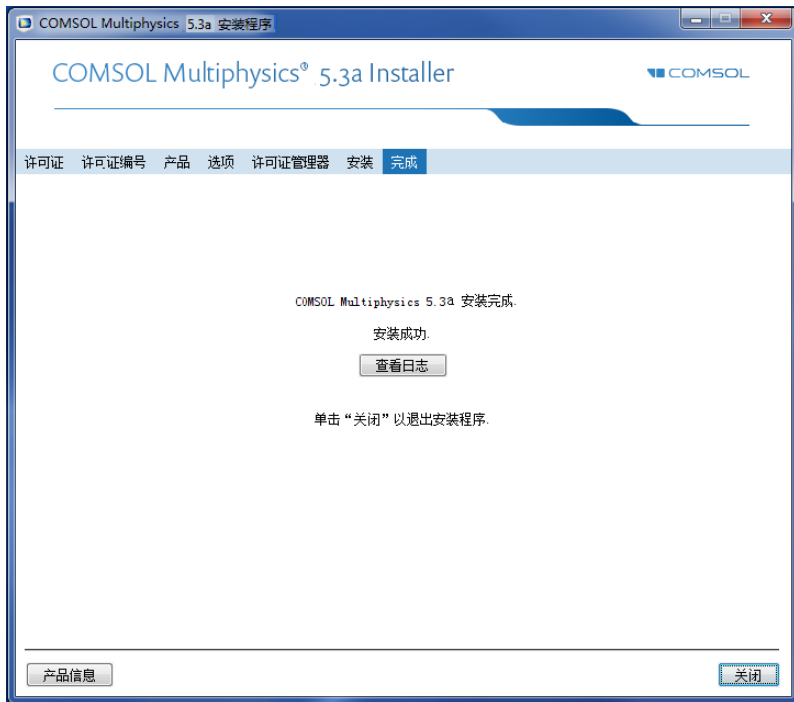 COMSOL Multiphysics 5.3a 安装程序
COMSOL Multiphysics® 5.3a Installer
COMSOL
许可证 许可证编号 产品 选项 许可证管理器 安装 完成
COMSOL Multiphysics 5.3a 安装完成.
安装成功.
查看日志
单击“关闭”以退出安装程序.
产品信息
关闭